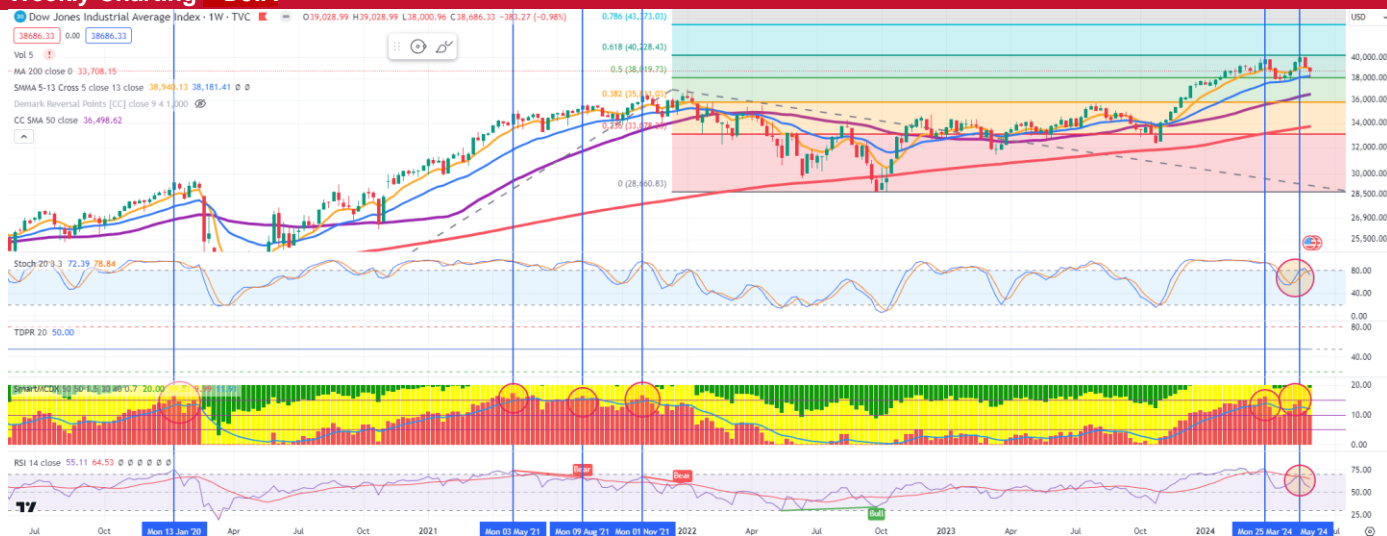 Dow Jones Industrial Average Index · 1W · TVC O39,028.99 H39,028.99 L38,000.96 C38,686.33 -383.27 (-0.98%)
USD
38686.33 0.00 38686.33
Vol 5
MA 200 close 0 33,708.15
SMMA 5-13 Cross 5 close 13 close 38,940.13 38,181.41 Ø Ø
Demark Reversal Points [CC] close 9 4 1,000
CC SMA 50 close 36,498.62
0.786 (43,373.03)
0.618 (40,228.43)
0.5 (38,019.73)
0 (28,660.83)
40,000.00
38,000.00
36,000.00
34,000.00
32,000.00
30,000.00
28,500.00
26,900.00
25,500.00
Stoch 20 3 3 72.39 78.84
80.00
40.00
0.00
TDPR 20 50.00
80.00
40.00
20.00
10.00
0.00
RSI 14 close 55.11 64.53 Ø Ø Ø Ø Ø Ø
Bear
Bear
Bull
75.00
50.00
25.00
Jul Oct Mon 13 Jan '20 Apr Jul Oct 2021 Mon 03 May '21 Mon 09 Aug '21 Mon 01 Nov '21 2022 Apr Jul Oct 2023 Apr Jul Oct 2024 Mon 25 Mar '24 May '24